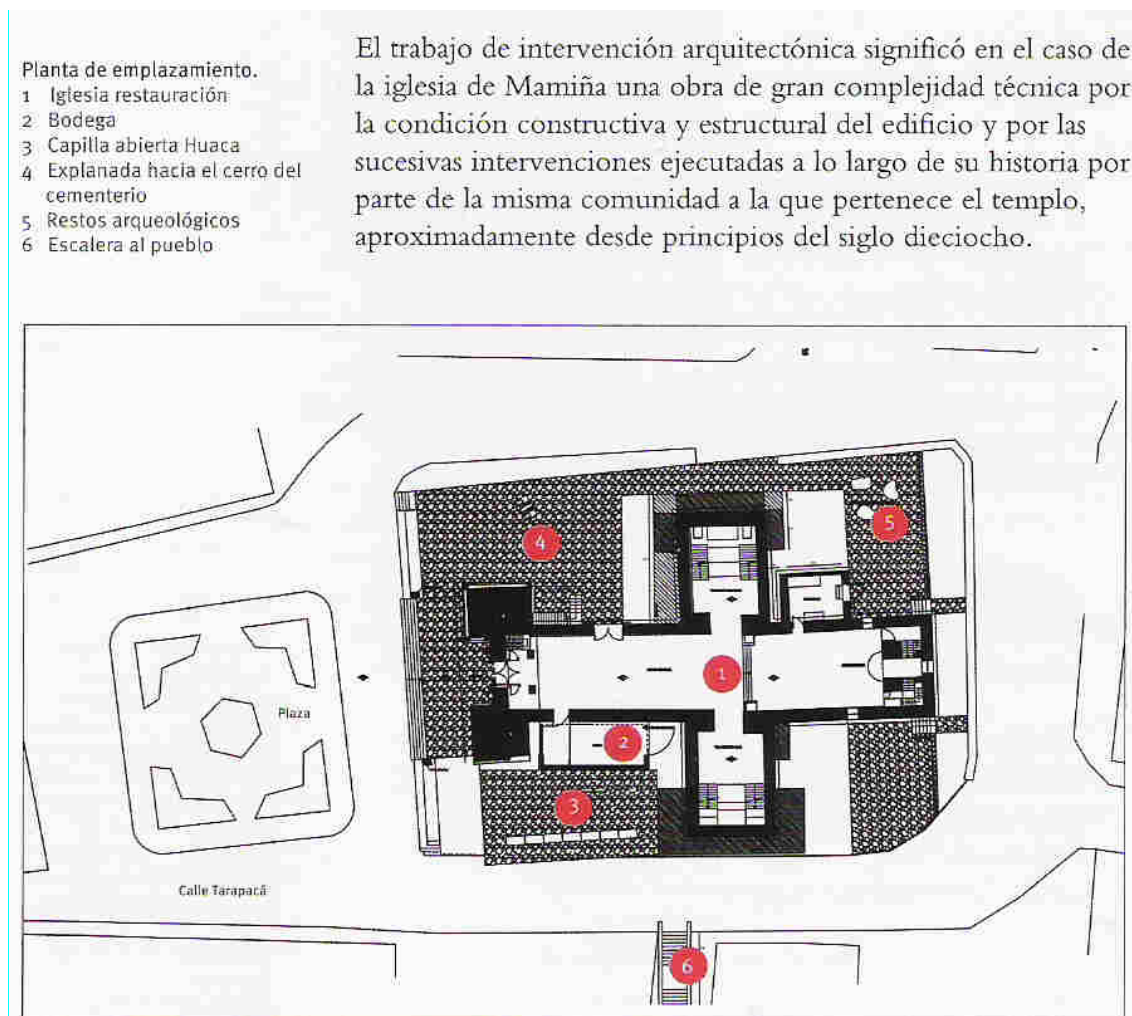 Planta de emplazamiento.
1 Iglesia restauración
2 Bodega
3 Capilla abierta Huaca
4 Explanada hacia el cerro del
cementerio
5 Restos arqueológicos
6 Escalera al pueblo
El trabajo de intervención arquitectónica significó en el caso de
la iglesia de Mamiña una obra de gran complejidad técnica por
la condición constructiva y estructural del edificio y por las
sucesivas intervenciones ejecutadas a lo largo de su historia por
parte de la misma comunidad a la que pertenece el templo,
aproximadamente desde principios del siglo dieciocho.
4
5
1
Plaza
2
3
Calle Tarapacá
6